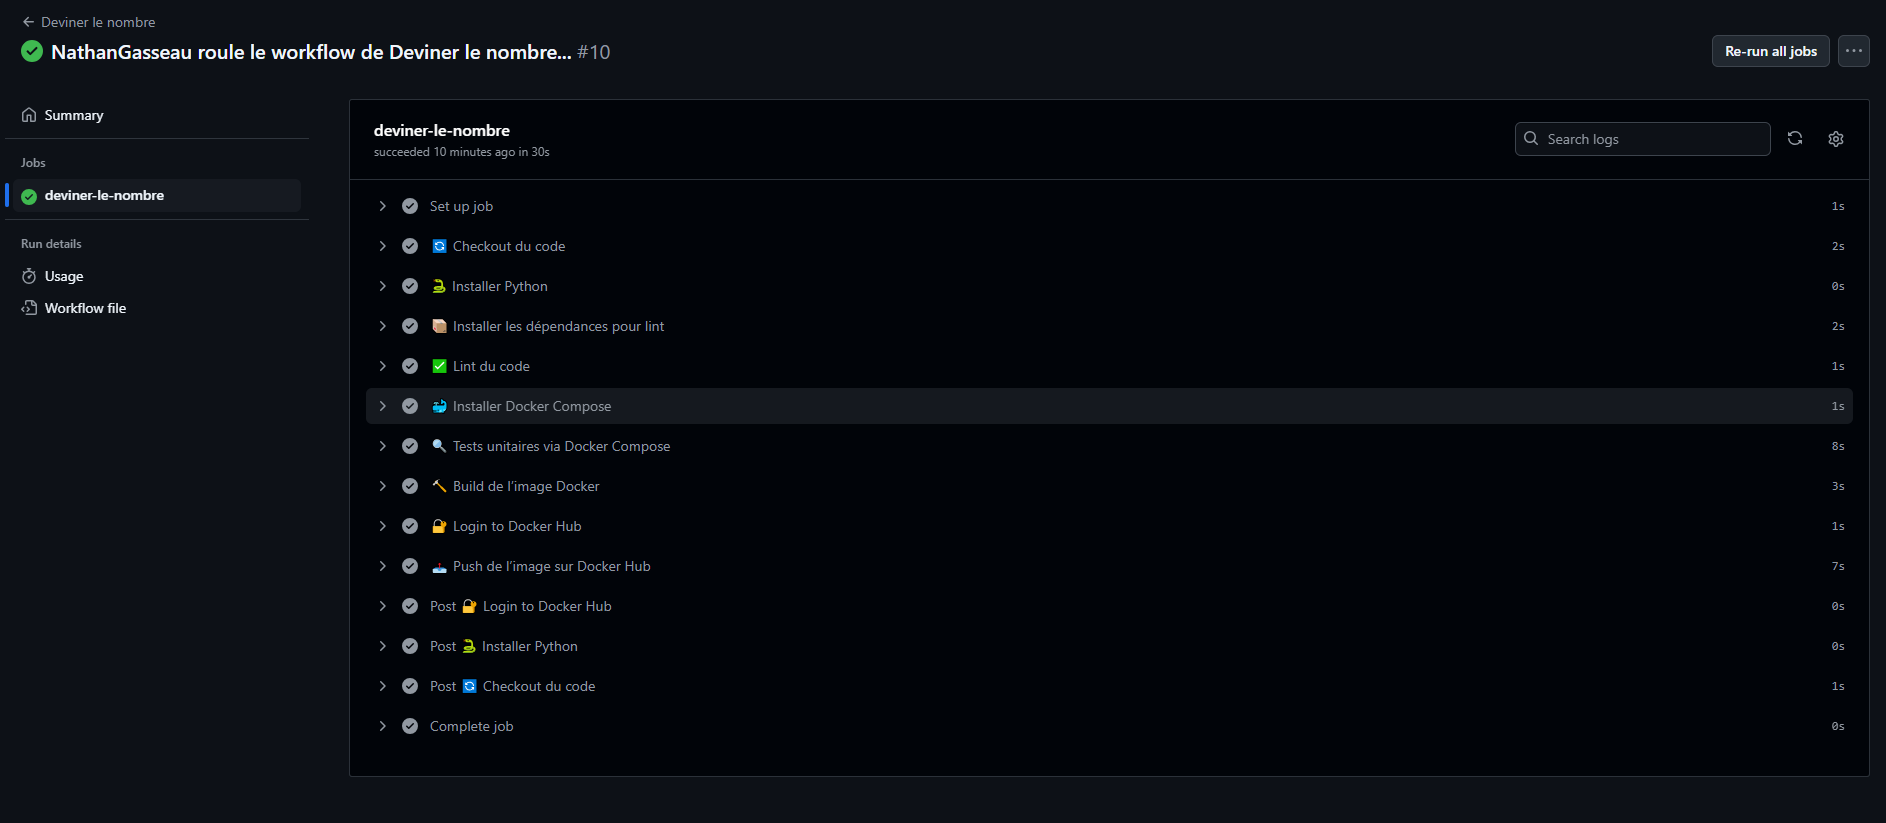 Deviner le nombre
NathanGasseau roule le workflow de Deviner le nombre... #10
Re-run all jobs
Summary
Jobs
deviner-le-nombre
Run details
Usage
Workflow file
deviner-le-nombre
succeeded 10 minutes ago in 30s
Search logs
Set up job 1s
Checkout du code 2s
Installer Python 0s
Installer les dépendances pour lint 2s
Lint du code 1s
Installer Docker Compose 1s
Tests unitaires via Docker Compose 8s
Build de l’image Docker 3s
Login to Docker Hub 1s
Push de l’image sur Docker Hub 7s
Post Login to Docker Hub 0s
Post Installer Python 0s
Post Checkout du code 1s
Complete job 0s